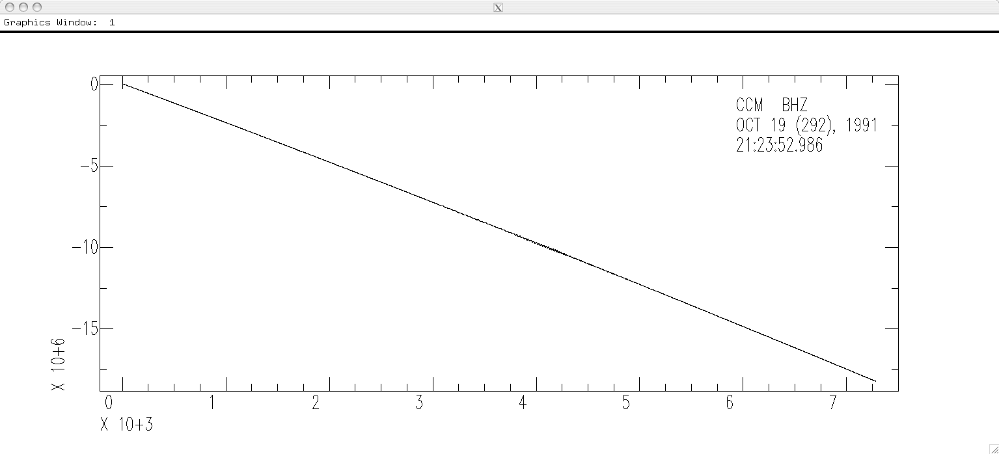 X
Graphics Window: 1
CCM BHZ
OCT 19 (292), 1991
21:23:52.986
0
-5
-10
-15
X 10+6
0 1 2 3 4 5 6 7
X 10+3